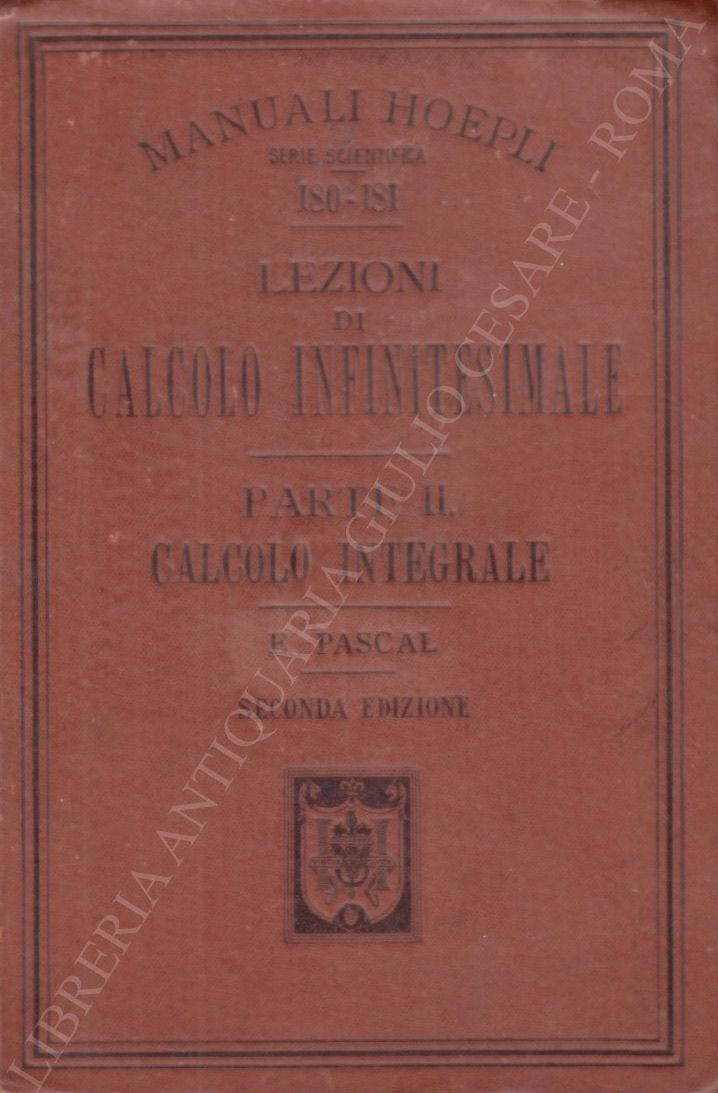 MANUALI HOEPLI
SERIE SCIENTIFICA
180-181
LEZIONI
DI
CALCOLO INFINITESIMALE
PARTE II.
CALCOLO INTEGRALE
E. PASCAL
SECONDA EDIZIONE
LIBRERIA ANTIQUARIA GIULIO CESARE - ROMA